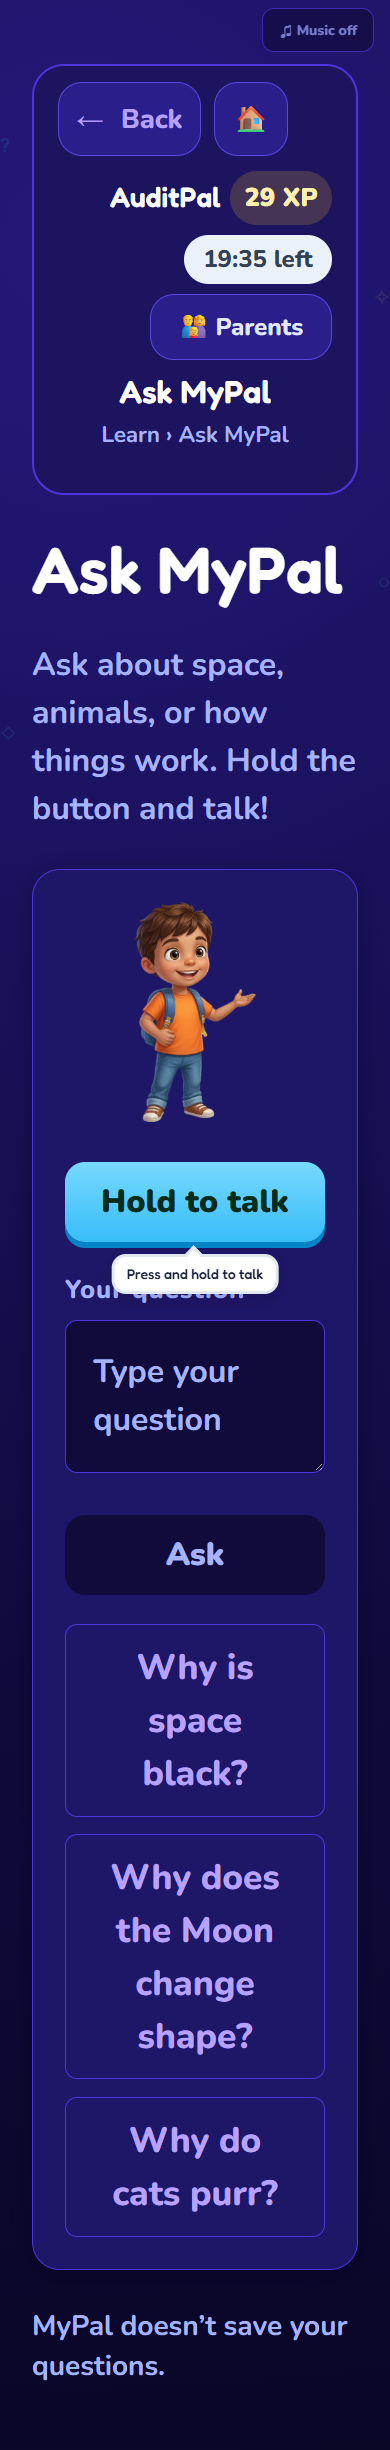 ♫ Music off
← Back
AuditPal 29 XP
19:35 left
Parents
Ask MyPal
Learn › Ask MyPal
Ask MyPal
Ask about space,
animals, or how
things work. Hold the
button and talk!
Hold to talk
Press and hold to talk
Your question
Type your
question
Ask
Why is
space
black?
Why does
the Moon
change
shape?
Why do
cats purr?
MyPal doesn’t save your
questions.